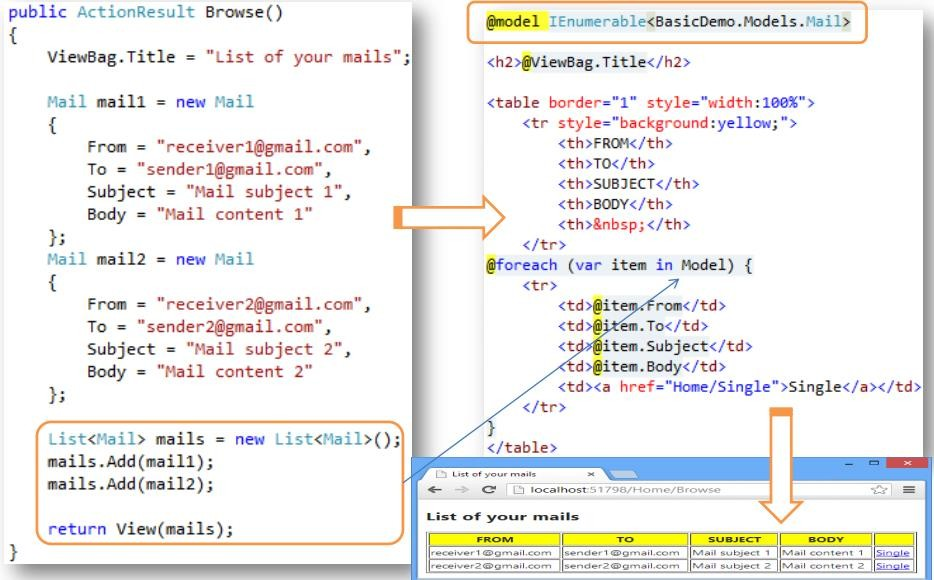 public ActionResult Browse()
{
ViewBag.Title = "List of your mails";
Mail mail1 = new Mail
{
From = "receiver1@gmail.com",
To = "sender1@gmail.com",
Subject = "Mail subject 1",
Body = "Mail content 1"
};
Mail mail2 = new Mail
{
From = "receiver2@gmail.com",
To = "sender2@gmail.com",
Subject = "Mail subject 2",
Body = "Mail content 2"
};
List<Mail> mails = new List<Mail>();
mails.Add(mail1);
mails.Add(mail2);
return View(mails);
}
@model IEnumerable<BasicDemo.Models.Mail>
<h2>@ViewBag.Title</h2>
<table border="1" style="width:100%">
<tr style="background:yellow;">
<th>FROM</th>
<th>TO</th>
<th>SUBJECT</th>
<th>BODY</th>
<th>&nbsp;</th>
</tr>
@foreach (var item in Model) {
<tr>
<td>@item.From</td>
<td>@item.To</td>
<td>@item.Subject</td>
<td>@item.Body</td>
<td><a href="Home/Single">Single</a></td>
</tr>
}
</table>
List of your mails
localhost:51798/Home/Browse
List of your mails
FROM TO SUBJECT BODY
receiver1@gmail.com sender1@gmail.com Mail subject 1 Mail content 1 Single
receiver2@gmail.com sender2@gmail.com Mail subject 2 Mail content 2 Single